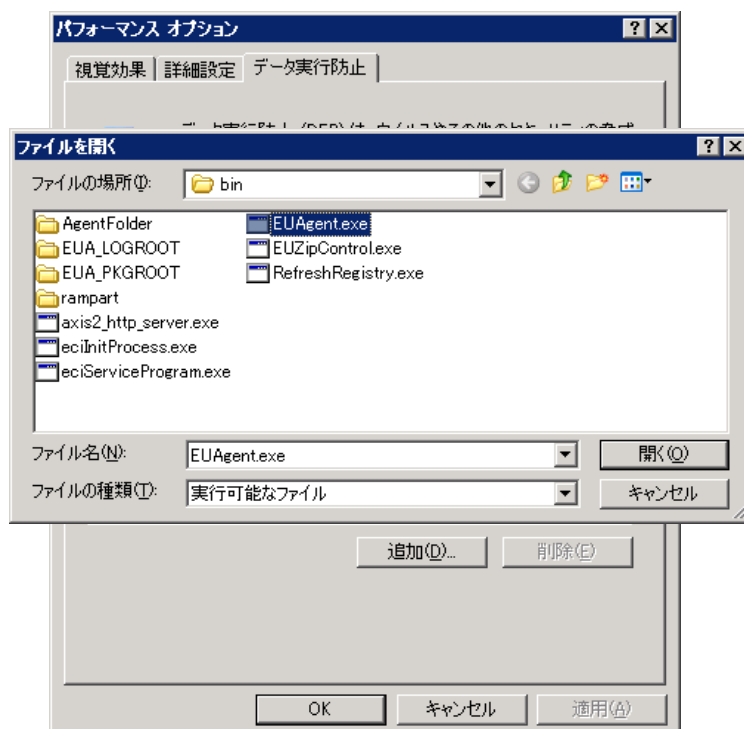 パフォーマンス オプション
視覚効果 詳細設定 データ実行防止
ファイルを開く
ファイルの場所(I): bin
AgentFolder
EUA_LOGROOT
EUA_PKGROOT
rampart
axis2_http_server.exe
eciInitProcess.exe
eciServiceProgram.exe
EUAgent.exe
EUZipControl.exe
RefreshRegistry.exe
ファイル名(N): EUAgent.exe 開く(O)
ファイルの種類(T): 実行可能なファイル キャンセル
追加(D)... 削除(E)
OK キャンセル 適用(A)